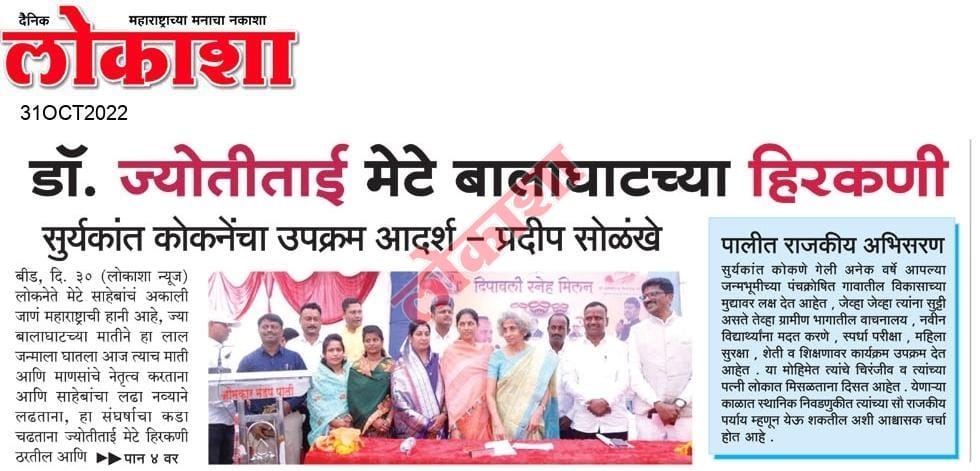 दैनिक महाराष्ट्राच्या मनाचा नकाशा
लोकाशा
31OCT2022
डॉ. ज्योतीताई मेटे बालाघाटच्या हिरकणी
सुर्यकांत कोकनेंचा उपक्रम आदर्श – प्रदीप सोळंखे
बीड, दि. ३० (लोकाशा न्यूज)
लोकनेते मेटे साहेबांचं अकाली
जाणं महाराष्ट्राची हानी आहे, ज्या
बालाघाटच्या मातीने हा लाल
जन्माला घातला आज त्याच माती
आणि माणसांचे नेतृत्व करताना
आणि साहेबांचा लढा नव्याने
लढताना, हा संघर्षाचा कडा
चढताना ज्योतीताई मेटे हिरकणी
ठरतील आणि ▶▶ पान ४ वर
दिपावली स्नेह मिलन
ओमकार मंडप पाली
लोकाशा
पालीत राजकीय अभिसरण
सुर्यकांत कोकणे गेली अनेक वर्षे आपल्या
जन्मभूमीच्या पंचक्रोषित गावातील विकासाच्या
मुद्यावर लक्ष देत आहेत , जेव्हा जेव्हा त्यांना सुट्टी
असते तेव्हा ग्रामीण भागातील वाचनालय , नवीन
विद्यार्थ्यांना मदत करणे , स्पर्धा परीक्षा , महिला
सुरक्षा , शेती व शिक्षणावर कार्यक्रम उपक्रम देत
आहेत . या मोहिमेत त्यांचे चिरंजीव व त्यांच्या
पत्नी लोकात मिसळताना दिसत आहेत . येणाऱ्या
काळात स्थानिक निवडणुकीत त्यांच्या सौ राजकीय
पर्याय म्हणून येऊ शकतील अशी आश्वासक चर्चा
होत आहे .